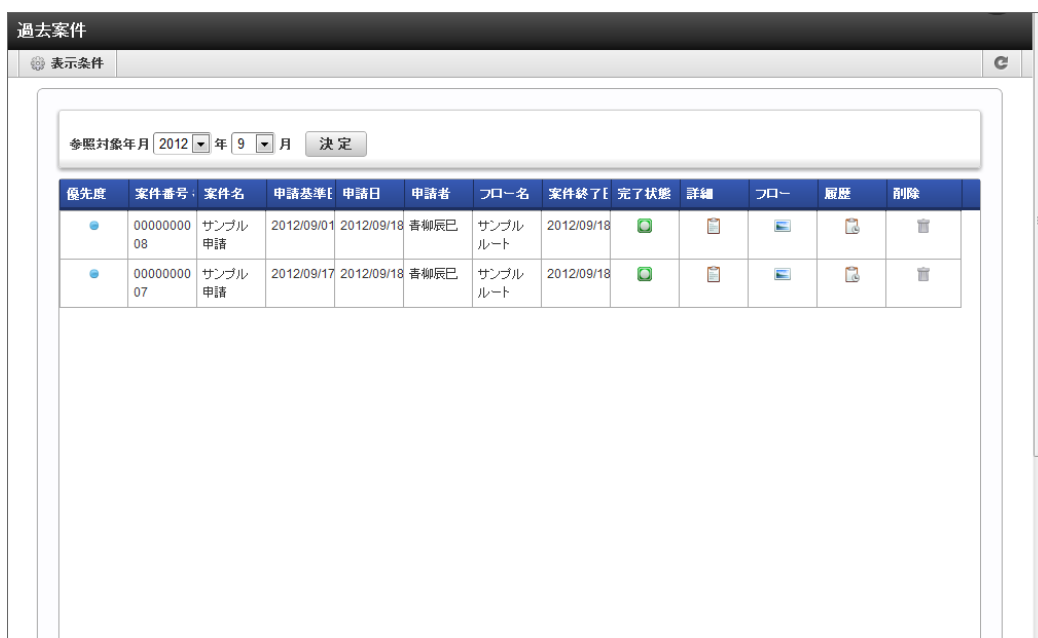 過去案件
表示条件
参照対象年月 2012 年 9 月 決定
優先度 案件番号 案件名 申請基準 申請日 申請者 フロー名 案件終了 完了状態 詳細 フロー 履歴 削除
00000000 サンプル 2012/09/01 2012/09/18 青柳辰巳 サンプル 2012/09/18
08 申請 ルート
00000000 サンプル 2012/09/17 2012/09/18 青柳辰巳 サンプル 2012/09/18
07 申請 ルート